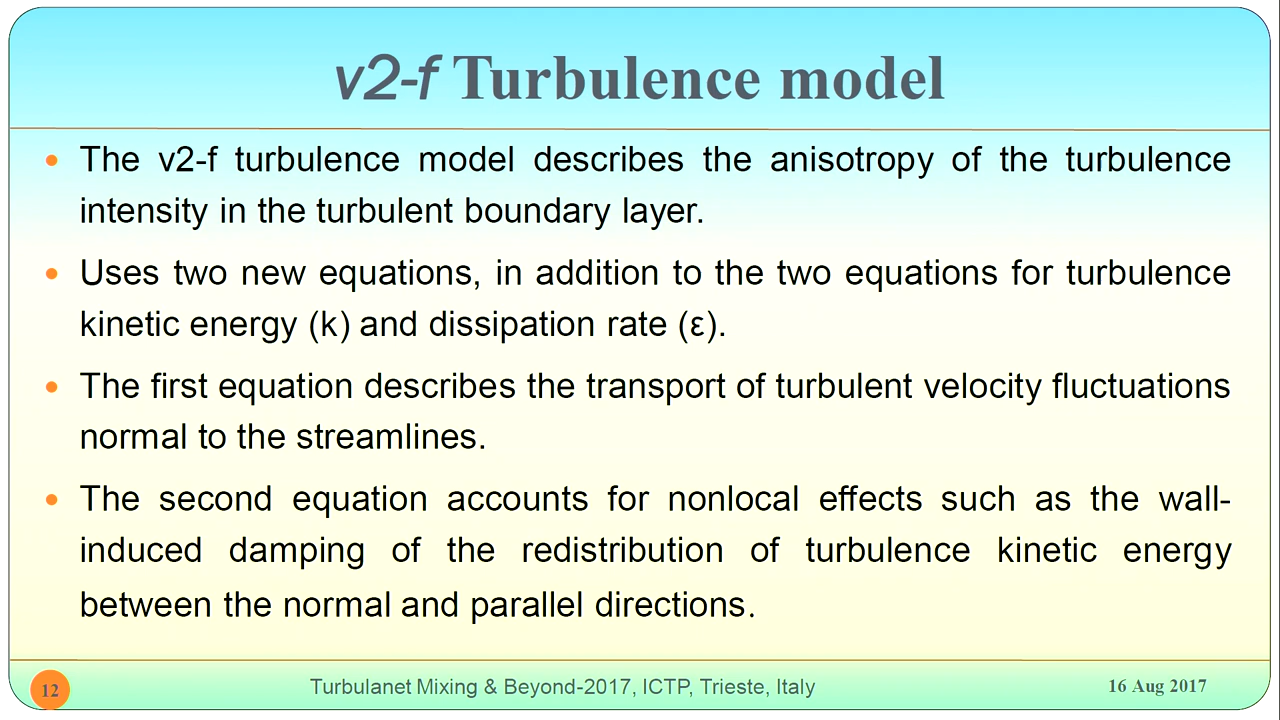 v2-f Turbulence model
The v2-f turbulence model describes the anisotropy of the turbulence
intensity in the turbulent boundary layer.
Uses two new equations, in addition to the two equations for turbulence
kinetic energy (k) and dissipation rate (ε).
The first equation describes the transport of turbulent velocity fluctuations
normal to the streamlines.
The second equation accounts for nonlocal effects such as the wall-
induced damping of the redistribution of turbulence kinetic energy
between the normal and parallel directions.
12
Turbulanet Mixing & Beyond-2017, ICTP, Trieste, Italy
16 Aug 2017